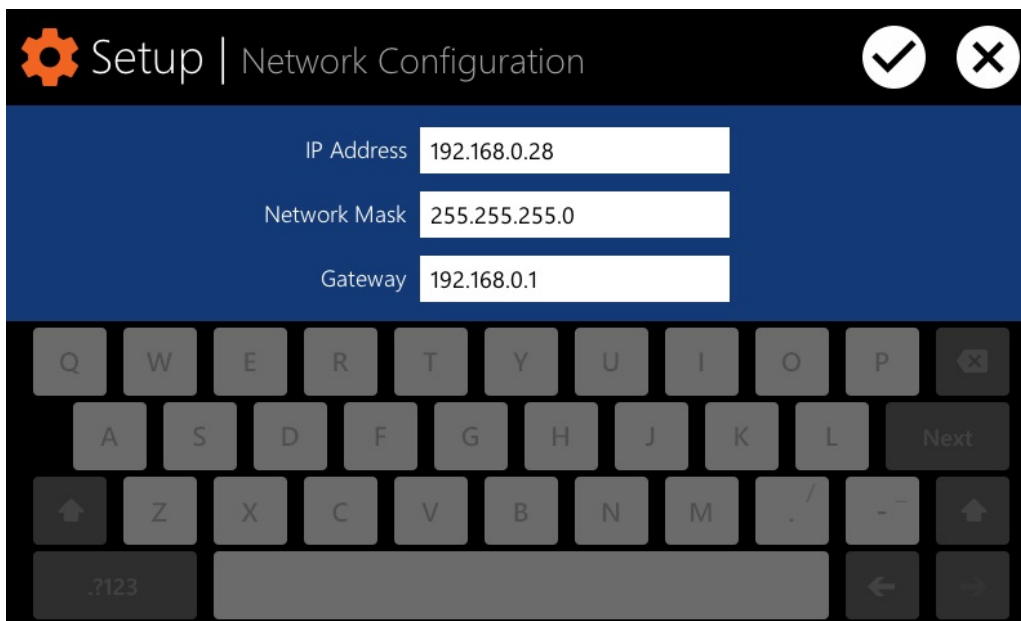 Setup | Network Configuration
IP Address 192.168.0.28
Network Mask 255.255.255.0
Gateway 192.168.0.1
Q W E R T Y U I O P
A S D F G H J K L Next
Z X C V B N M . / - _
.?123